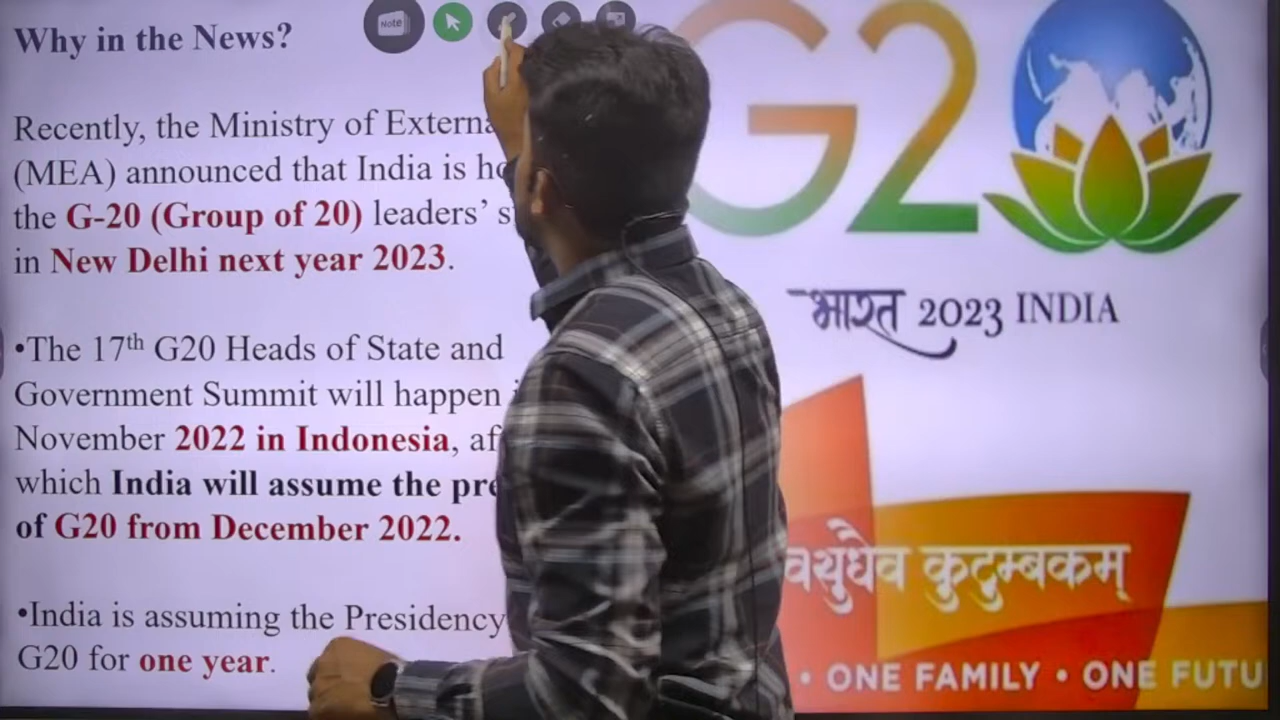 Note
Why in the News?
Recently, the Ministry of Externa
(MEA) announced that India is ho
the G-20 (Group of 20) leaders’ s
in New Delhi next year 2023.
•The 17th G20 Heads of State and
Government Summit will happen
November 2022 in Indonesia, af
which India will assume the pre
of G20 from December 2022.
•India is assuming the Presidency
G20 for one year.
G2
भारत 2023 INDIA
कुटुम्बकम्
• ONE FAMILY • ONE FUTU